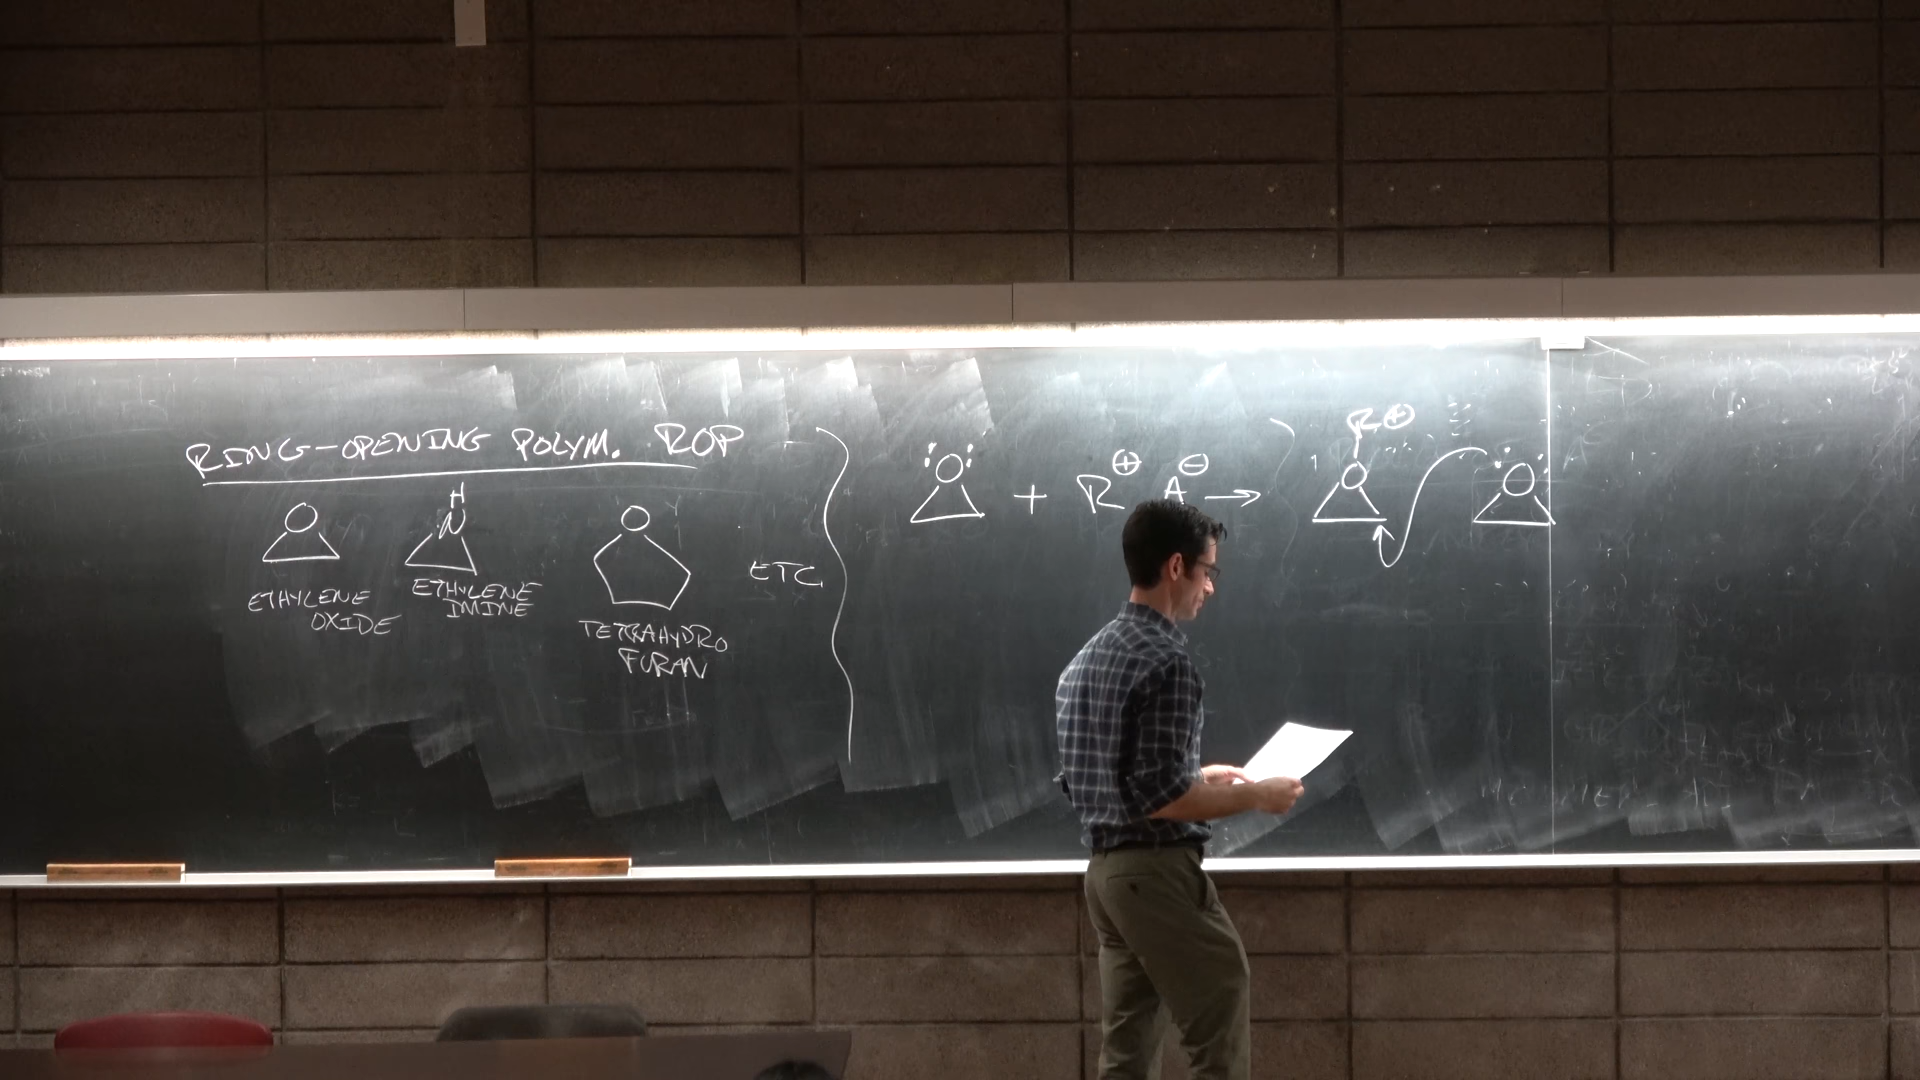 RING-OPENING POLYM. ROP
O
H
N
O
ETHYLENE
OXIDE
ETHYLENE
IMINE
TETRAHYDRO
FURAN
ETC.
:O: + R⊕ A⊖ →
R⊕
O
:O: